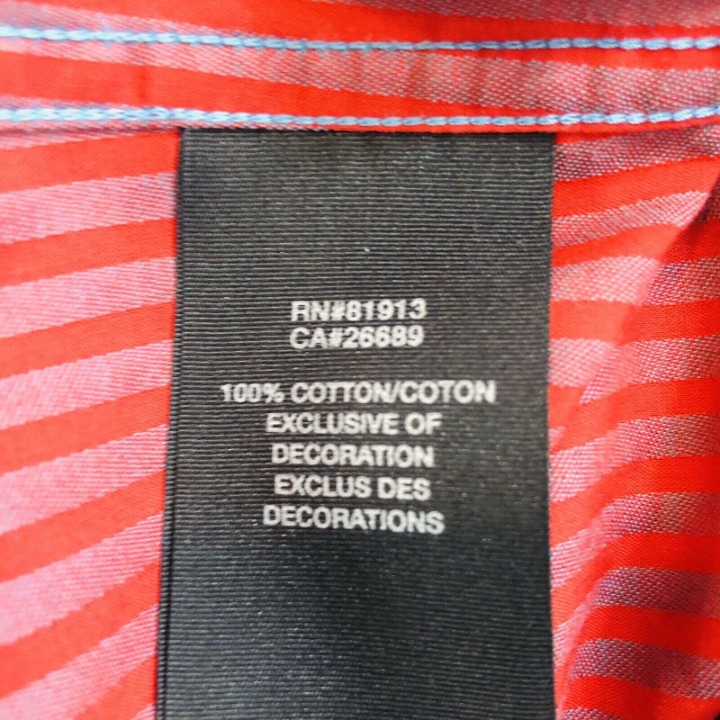 RN#81913
CA#26689
100% COTTON/COTON
EXCLUSIVE OF
DECORATION
EXCLUS DES
DECORATIONS